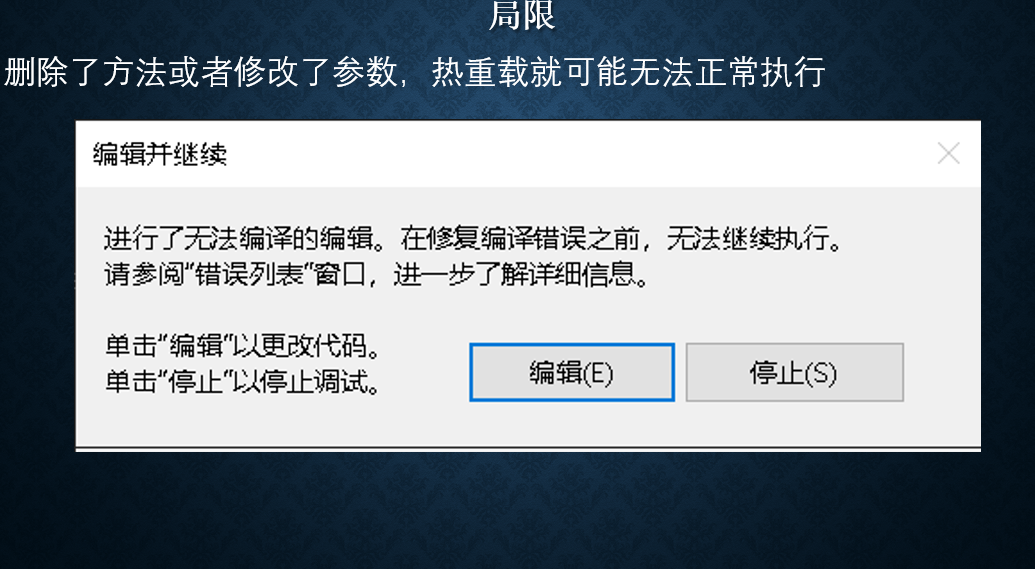 局限
删除了方法或者修改了参数，热重载就可能无法正常执行
编辑并继续
进行了无法编译的编辑。在修复编译错误之前，无法继续执行。
请参阅“错误列表”窗口，进一步了解详细信息。
单击“编辑”以更改代码。
单击“停止”以停止调试。
编辑(E)
停止(S)